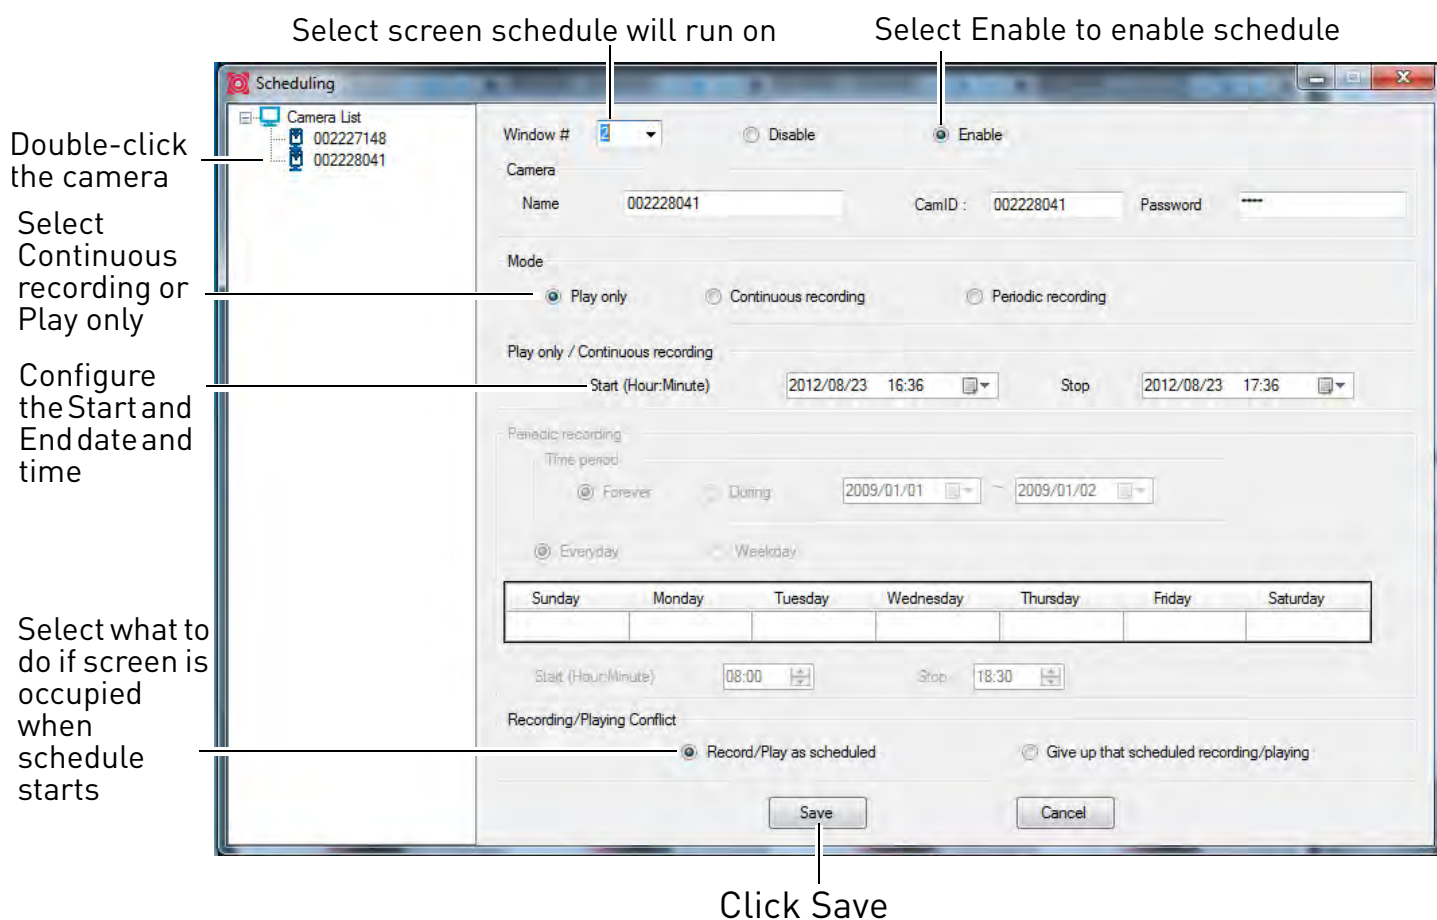 Select screen schedule will run on
Select Enable to enable schedule
Scheduling
Camera List
002227148
002228041
Double-click
the camera
Window # 2 Disable Enable
Camera
Name 002228041 CamID : 002228041 Password ****
Select
Continuous
recording or
Play only
Mode
Play only Continuous recording Periodic recording
Play only / Continuous recording
Configure
the Start and
End date and
time
Start (Hour:Minute) 2012/08/23 16:36 Stop 2012/08/23 17:36
Periodic recording
Time period
Forever During 2009/01/01 ~ 2009/01/02
Everyday Weekday
Sunday Monday Tuesday Wednesday Thursday Friday Saturday
Start (Hour:Minute) 08:00 Stop 18:30
Select what to
do if screen is
occupied
when
schedule
starts
Recording/Playing Conflict
Record/Play as scheduled Give up that scheduled recording/playing
Save Cancel
Click Save